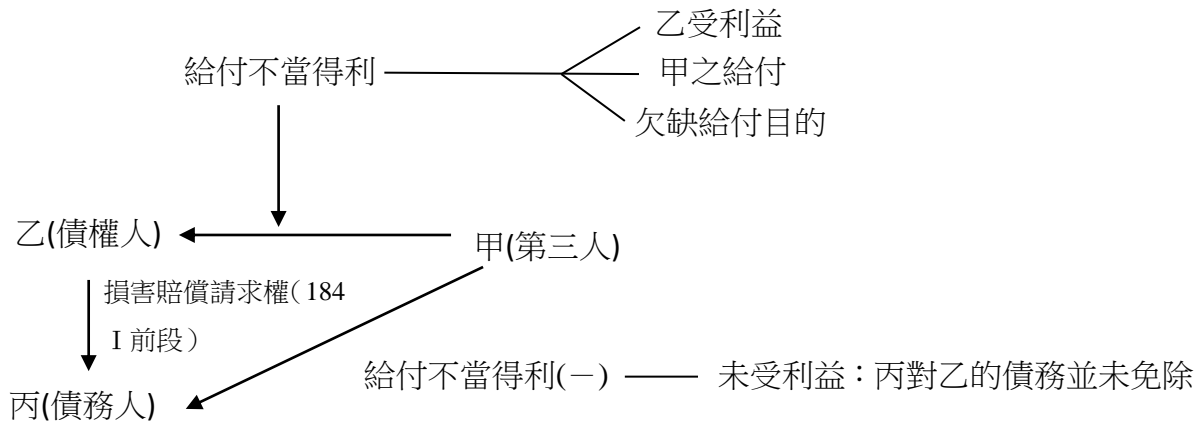 乙受利益
給付不當得利
甲之給付
欠缺給付目的
乙(債權人)
甲(第三人)
損害賠償請求權(184
I 前段)
給付不當得利(－) —— 未受利益：丙對乙的債務並未免除
丙(債務人)